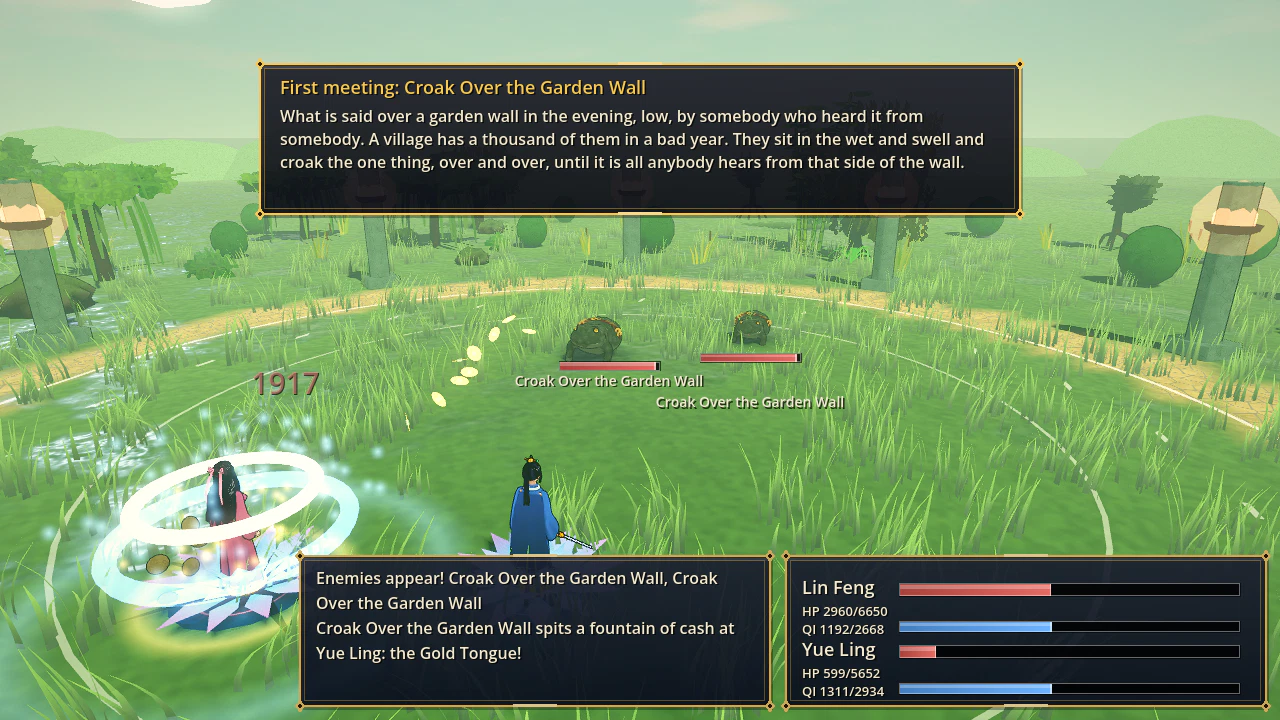 First meeting: Croak Over the Garden Wall
What is said over a garden wall in the evening, low, by somebody who heard it from
somebody. A village has a thousand of them in a bad year. They sit in the wet and swell and
croak the one thing, over and over, until it is all anybody hears from that side of the wall.
1917
Croak Over the Garden Wall
Croak Over the Garden Wall
Enemies appear! Croak Over the Garden Wall, Croak
Over the Garden Wall
Croak Over the Garden Wall spits a fountain of cash at
Yue Ling: the Gold Tongue!
Lin Feng
HP 2960/6650
QI 1192/2668
Yue Ling
HP 599/5652
QI 1311/2934